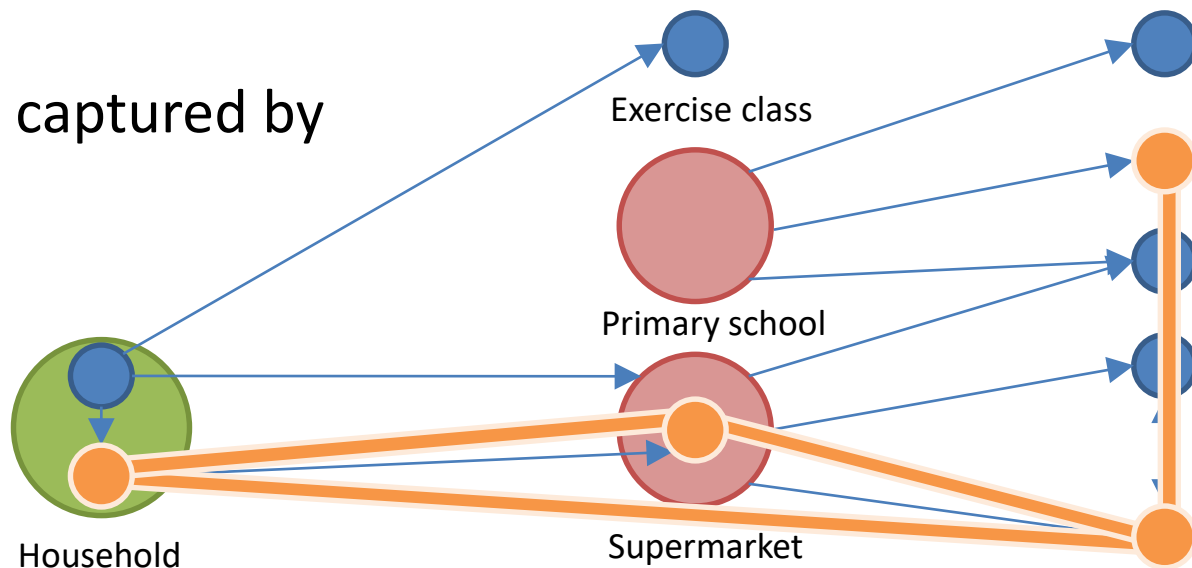 captured by
Exercise class
Primary school
Household
Supermarket